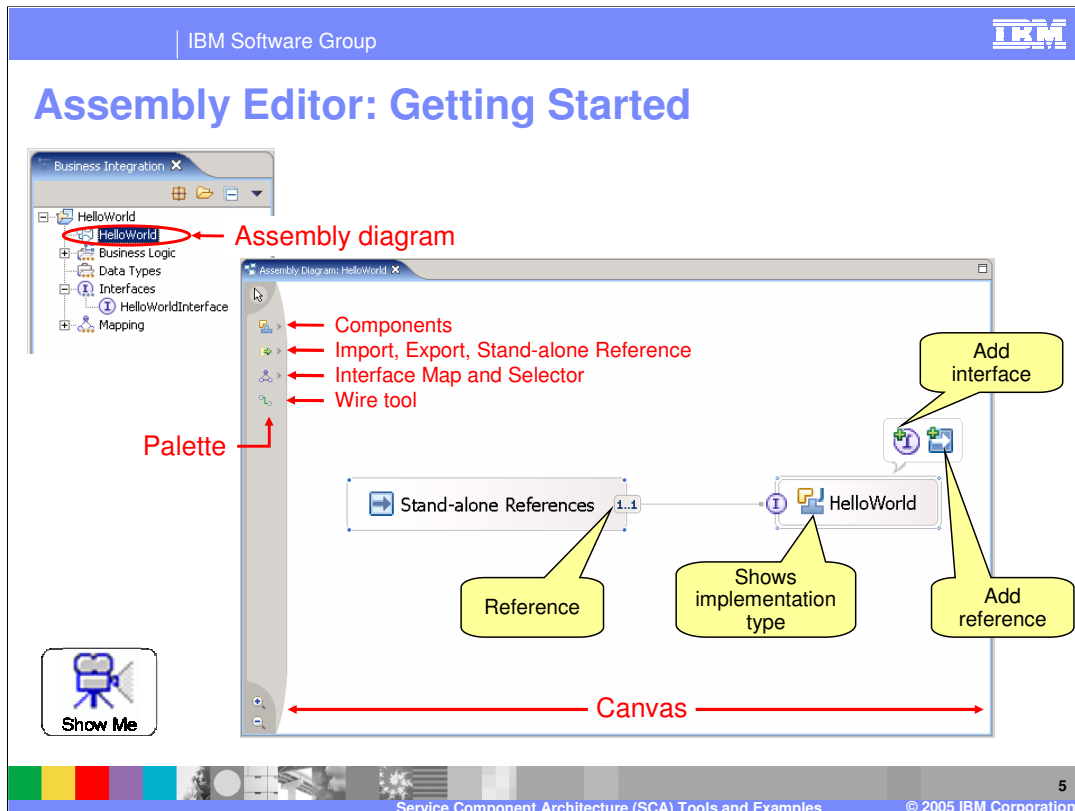 IBM Software Group
IBM
Assembly Editor: Getting Started
Business Integration
HelloWorld
HelloWorld
Business Logic
Data Types
Interfaces
HelloWorldInterface
Mapping
Assembly diagram
Assembly Diagram: HelloWorld
Components
Import, Export, Stand-alone Reference
Interface Map and Selector
Wire tool
Palette
Add
interface
Stand-alone References
1..1
I
HelloWorld
Reference
Shows
implementation
type
Add
reference
Show Me
Canvas
5
Service Component Architecture (SCA) Tools and Examples
© 2005 IBM Corporation